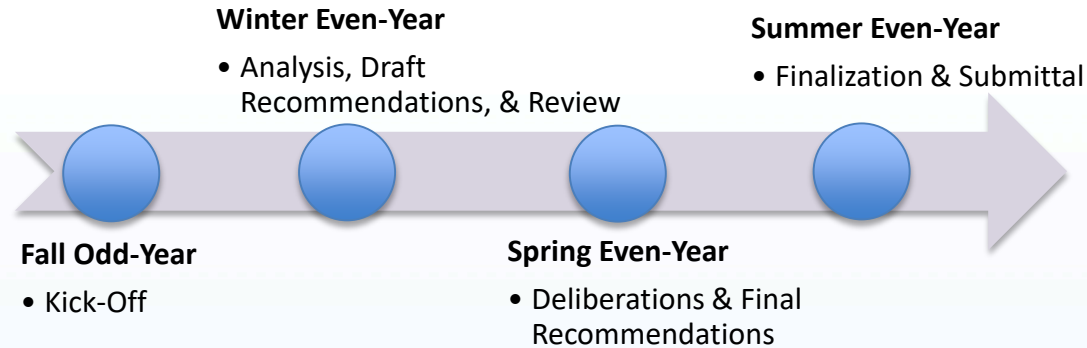 Winter Even-Year
• Analysis, Draft
Recommendations, & Review
Summer Even-Year
• Finalization & Submittal
Fall Odd-Year
• Kick-Off
Spring Even-Year
• Deliberations & Final
Recommendations